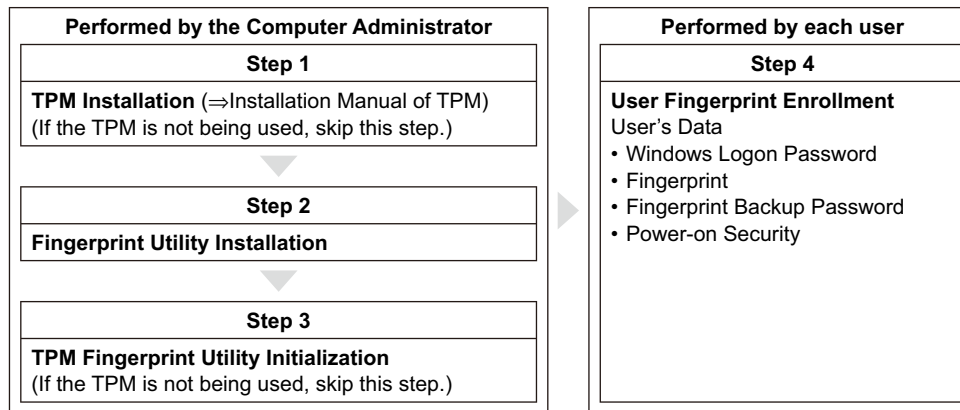 Performed by the Computer Administrator
Step 1
TPM Installation (⇒Installation Manual of TPM)
(If the TPM is not being used, skip this step.)
Step 2
Fingerprint Utility Installation
Step 3
TPM Fingerprint Utility Initialization
(If the TPM is not being used, skip this step.)
Performed by each user
Step 4
User Fingerprint Enrollment
User’s Data
• Windows Logon Password
• Fingerprint
• Fingerprint Backup Password
• Power-on Security